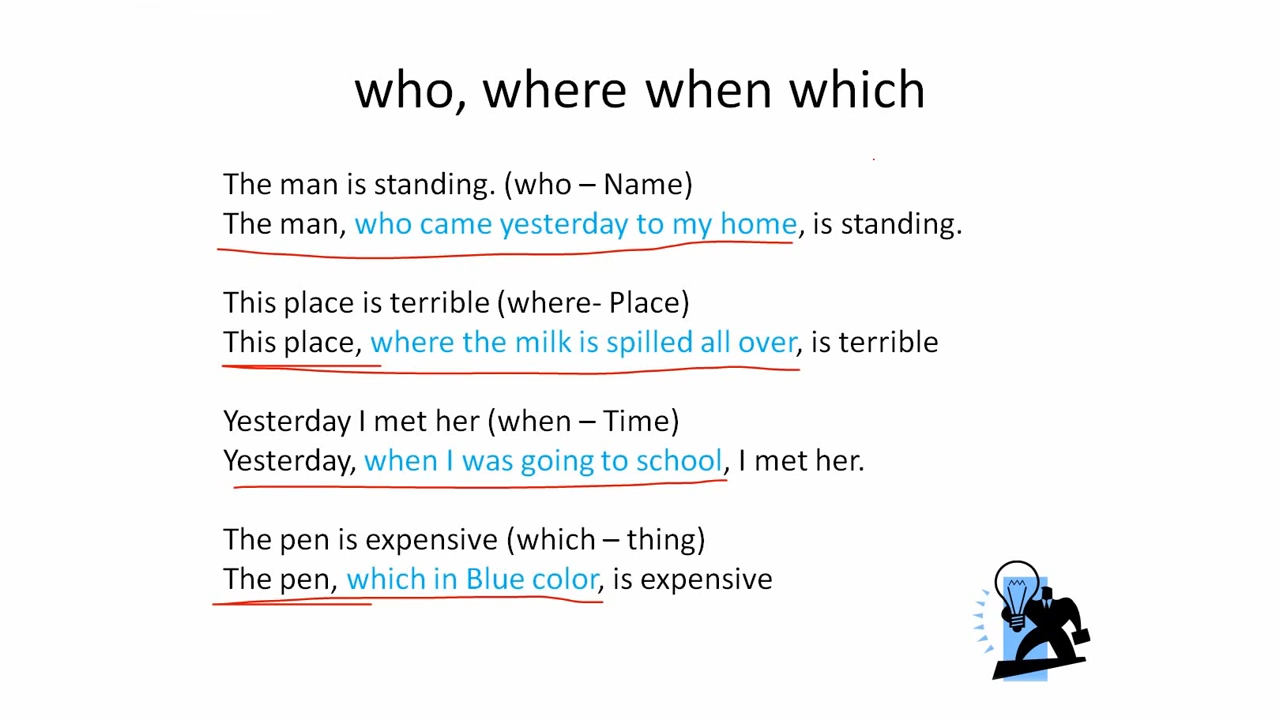 who, where when which
The man is standing. (who – Name)
The man, who came yesterday to my home, is standing.
This place is terrible (where- Place)
This place, where the milk is spilled all over, is terrible
Yesterday I met her (when – Time)
Yesterday, when I was going to school, I met her.
The pen is expensive (which – thing)
The pen, which in Blue color, is expensive